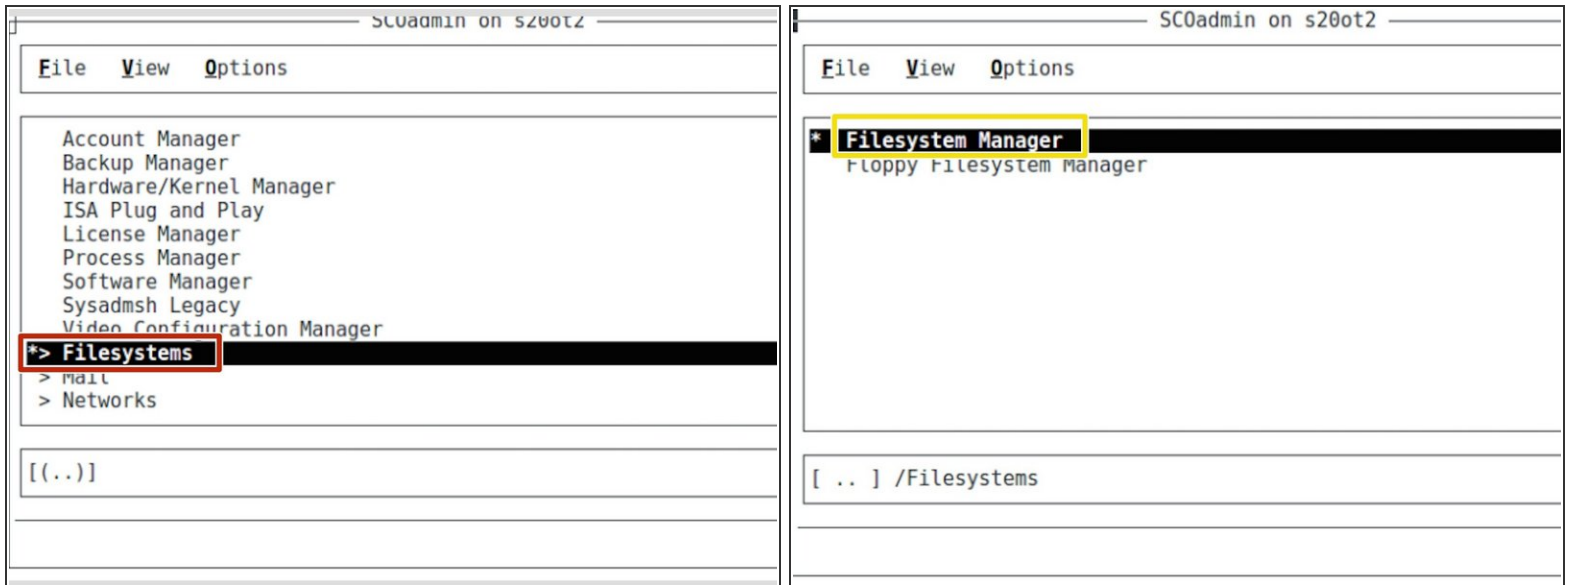 SCOadmin on s20ot2
File View Options
Account Manager
Backup Manager
Hardware/Kernel Manager
ISA Plug and Play
License Manager
Process Manager
Software Manager
Sysadmsh Legacy
Video Configuration Manager
*> Filesystems
> Mail
> Networks
[(..)]
SCOadmin on s20ot2
File View Options
* Filesystem Manager
Floppy Filesystem Manager
[ .. ] /Filesystems